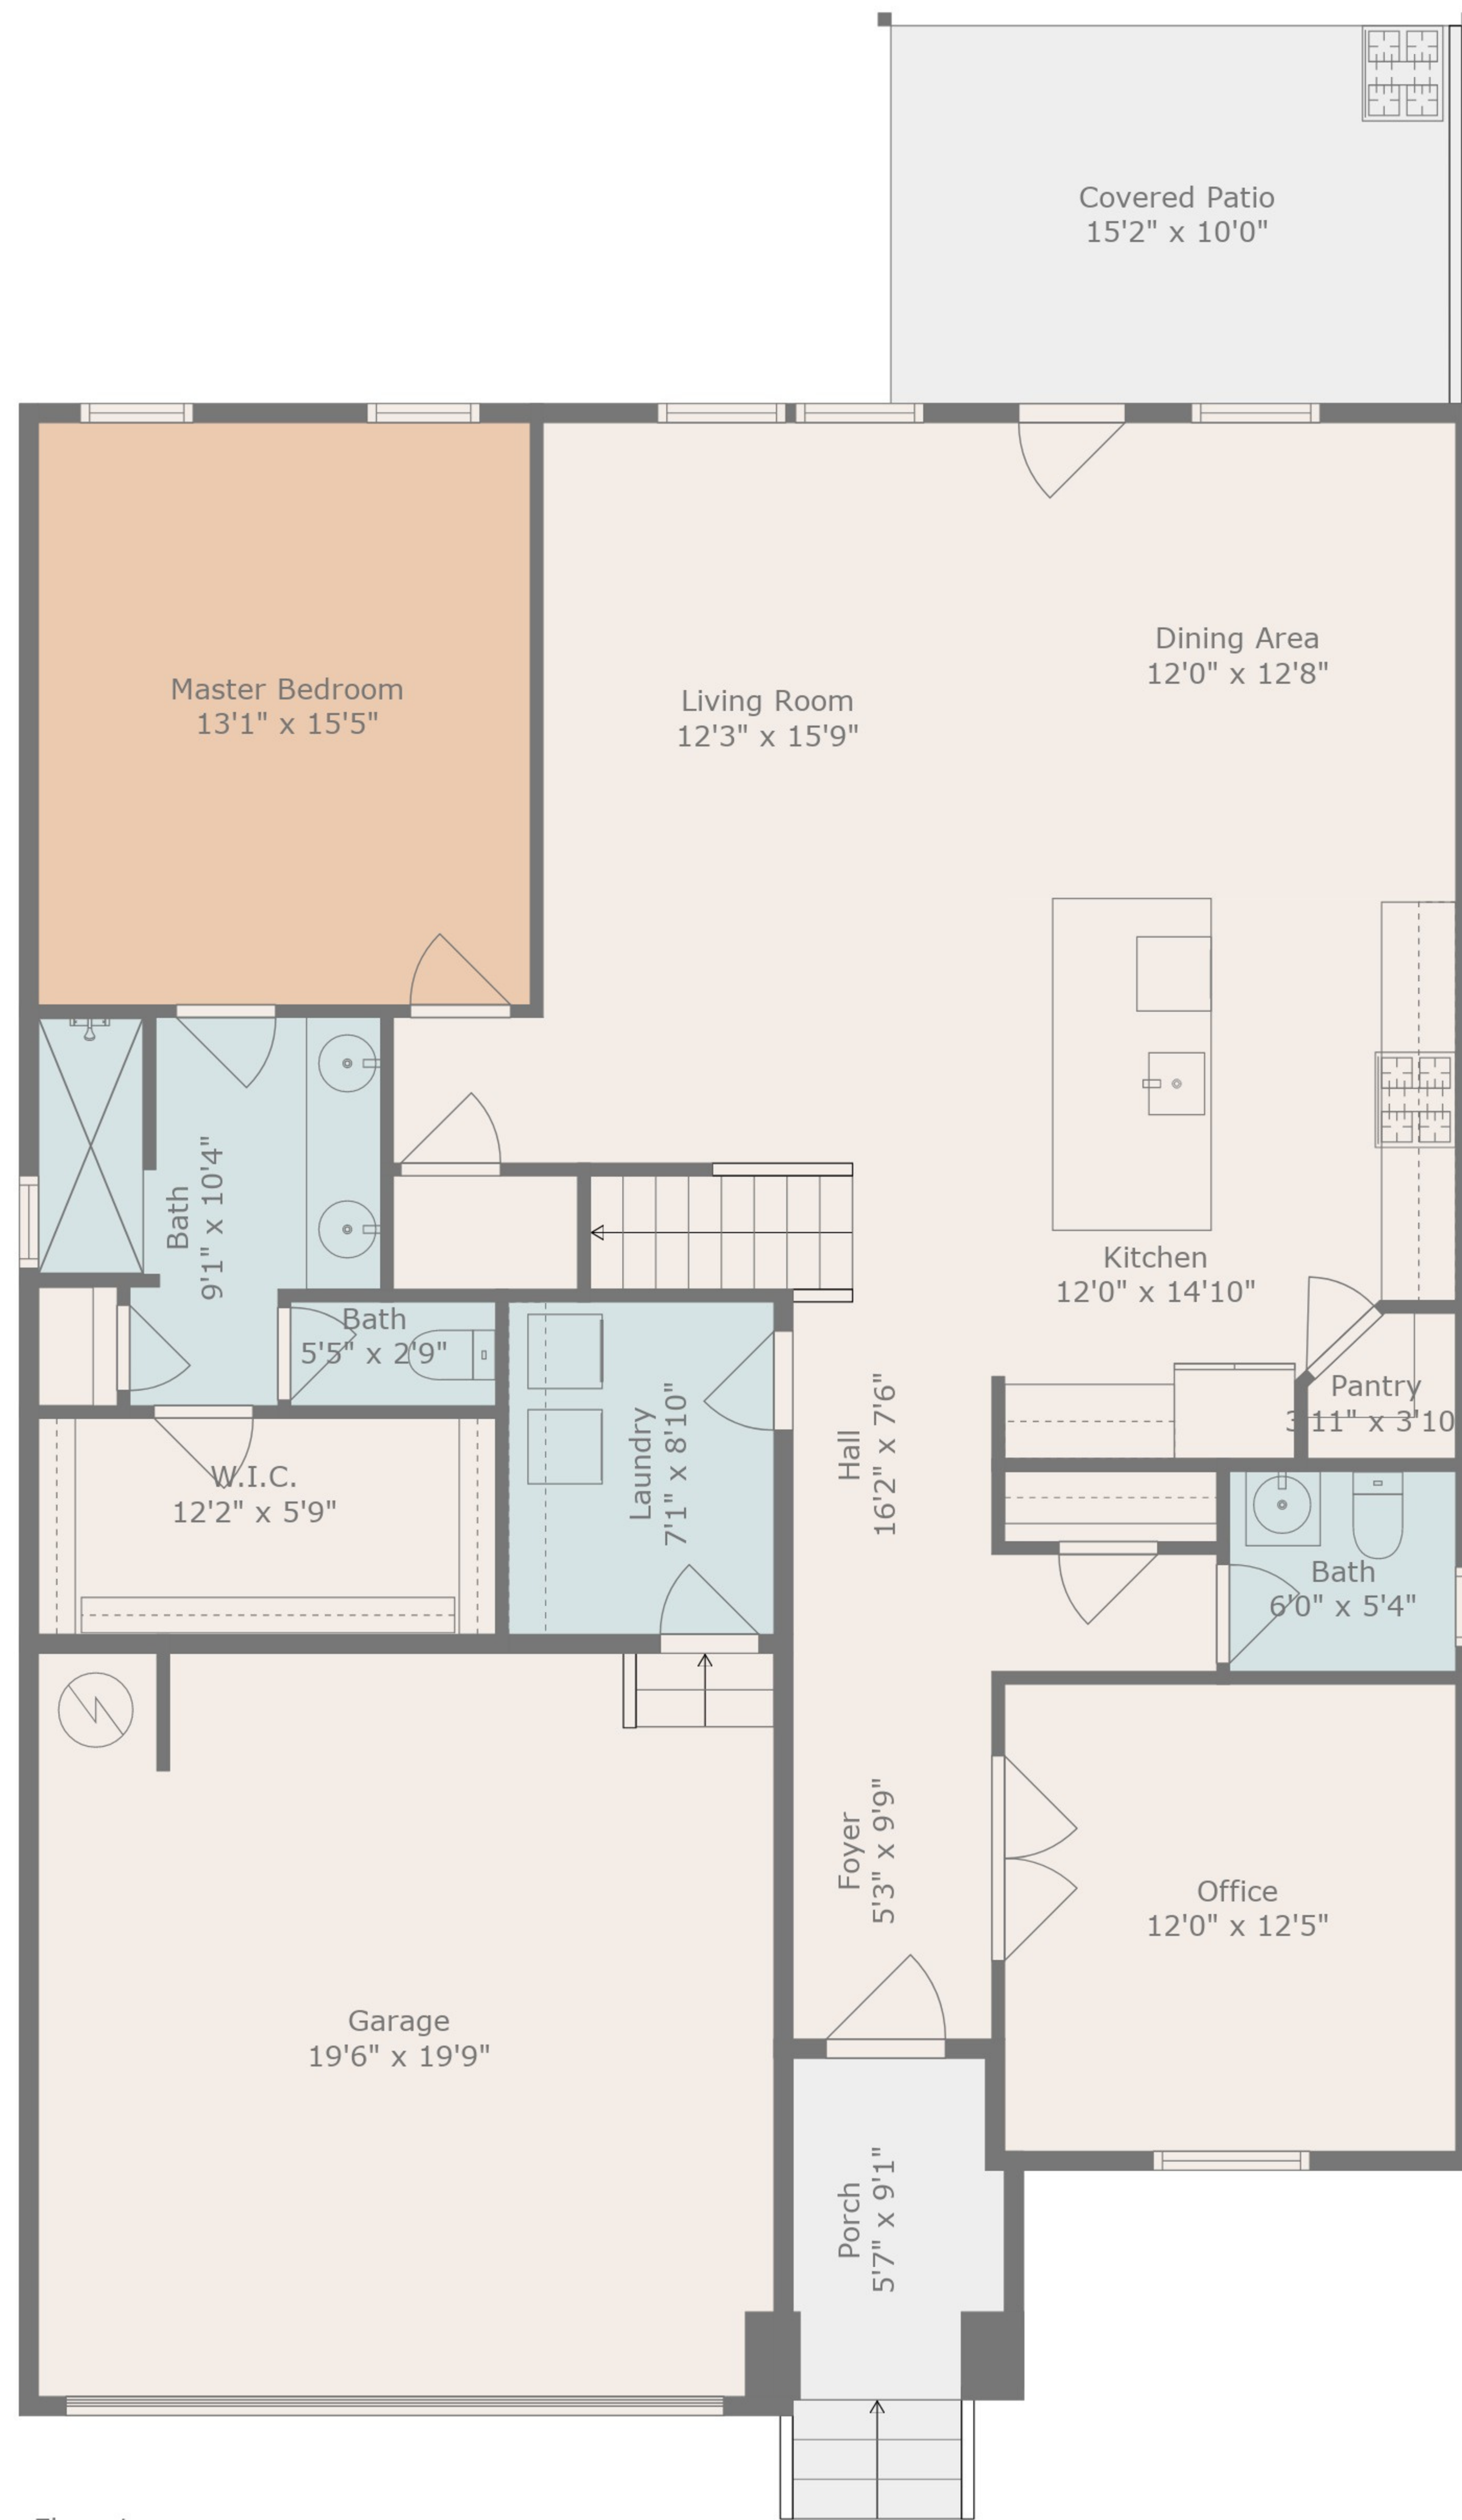 Covered Patio
15'2" x 10'0"
Dining Area
12'0" x 12'8"
Master Bedroom
13'1" x 15'5"
Living Room
12'3" x 15'9"
Bath
9'1" x 10'4"
Kitchen
12'0" x 14'10"
Bath
5'5" x 2'9"
Pantry
3'11" x 3'10
Laundry
7'1" x 8'10"
Hall
16'2" x 7'6"
W.I.C.
12'2" x 5'9"
Bath
6'0" x 5'4"
Foyer
5'3" x 9'9"
Office
12'0" x 12'5"
Garage
19'6" x 19'9"
Porch
5'7" x 9'1"